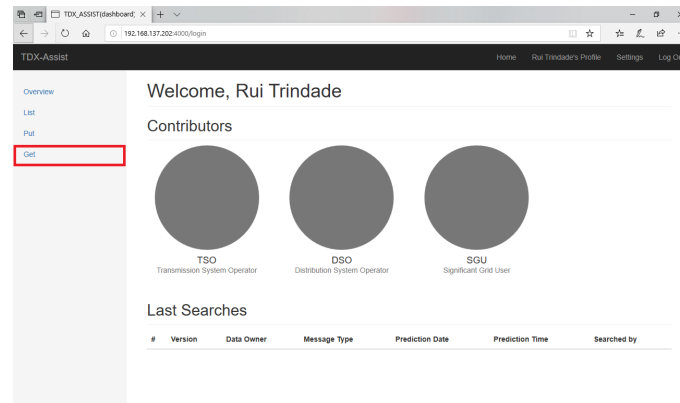 TDX_ASSIST(dashboard)
192.168.137.202:4000/login
TDX-Assist
Home Rui Trindade's Profile Settings Log O
Overview
List
Put
Get
Welcome, Rui Trindade
Contributors
TSO
Transmission System Operator
DSO
Distribution System Operator
SGU
Significant Grid User
Last Searches
# Version Data Owner Message Type Prediction Date Prediction Time Searched by